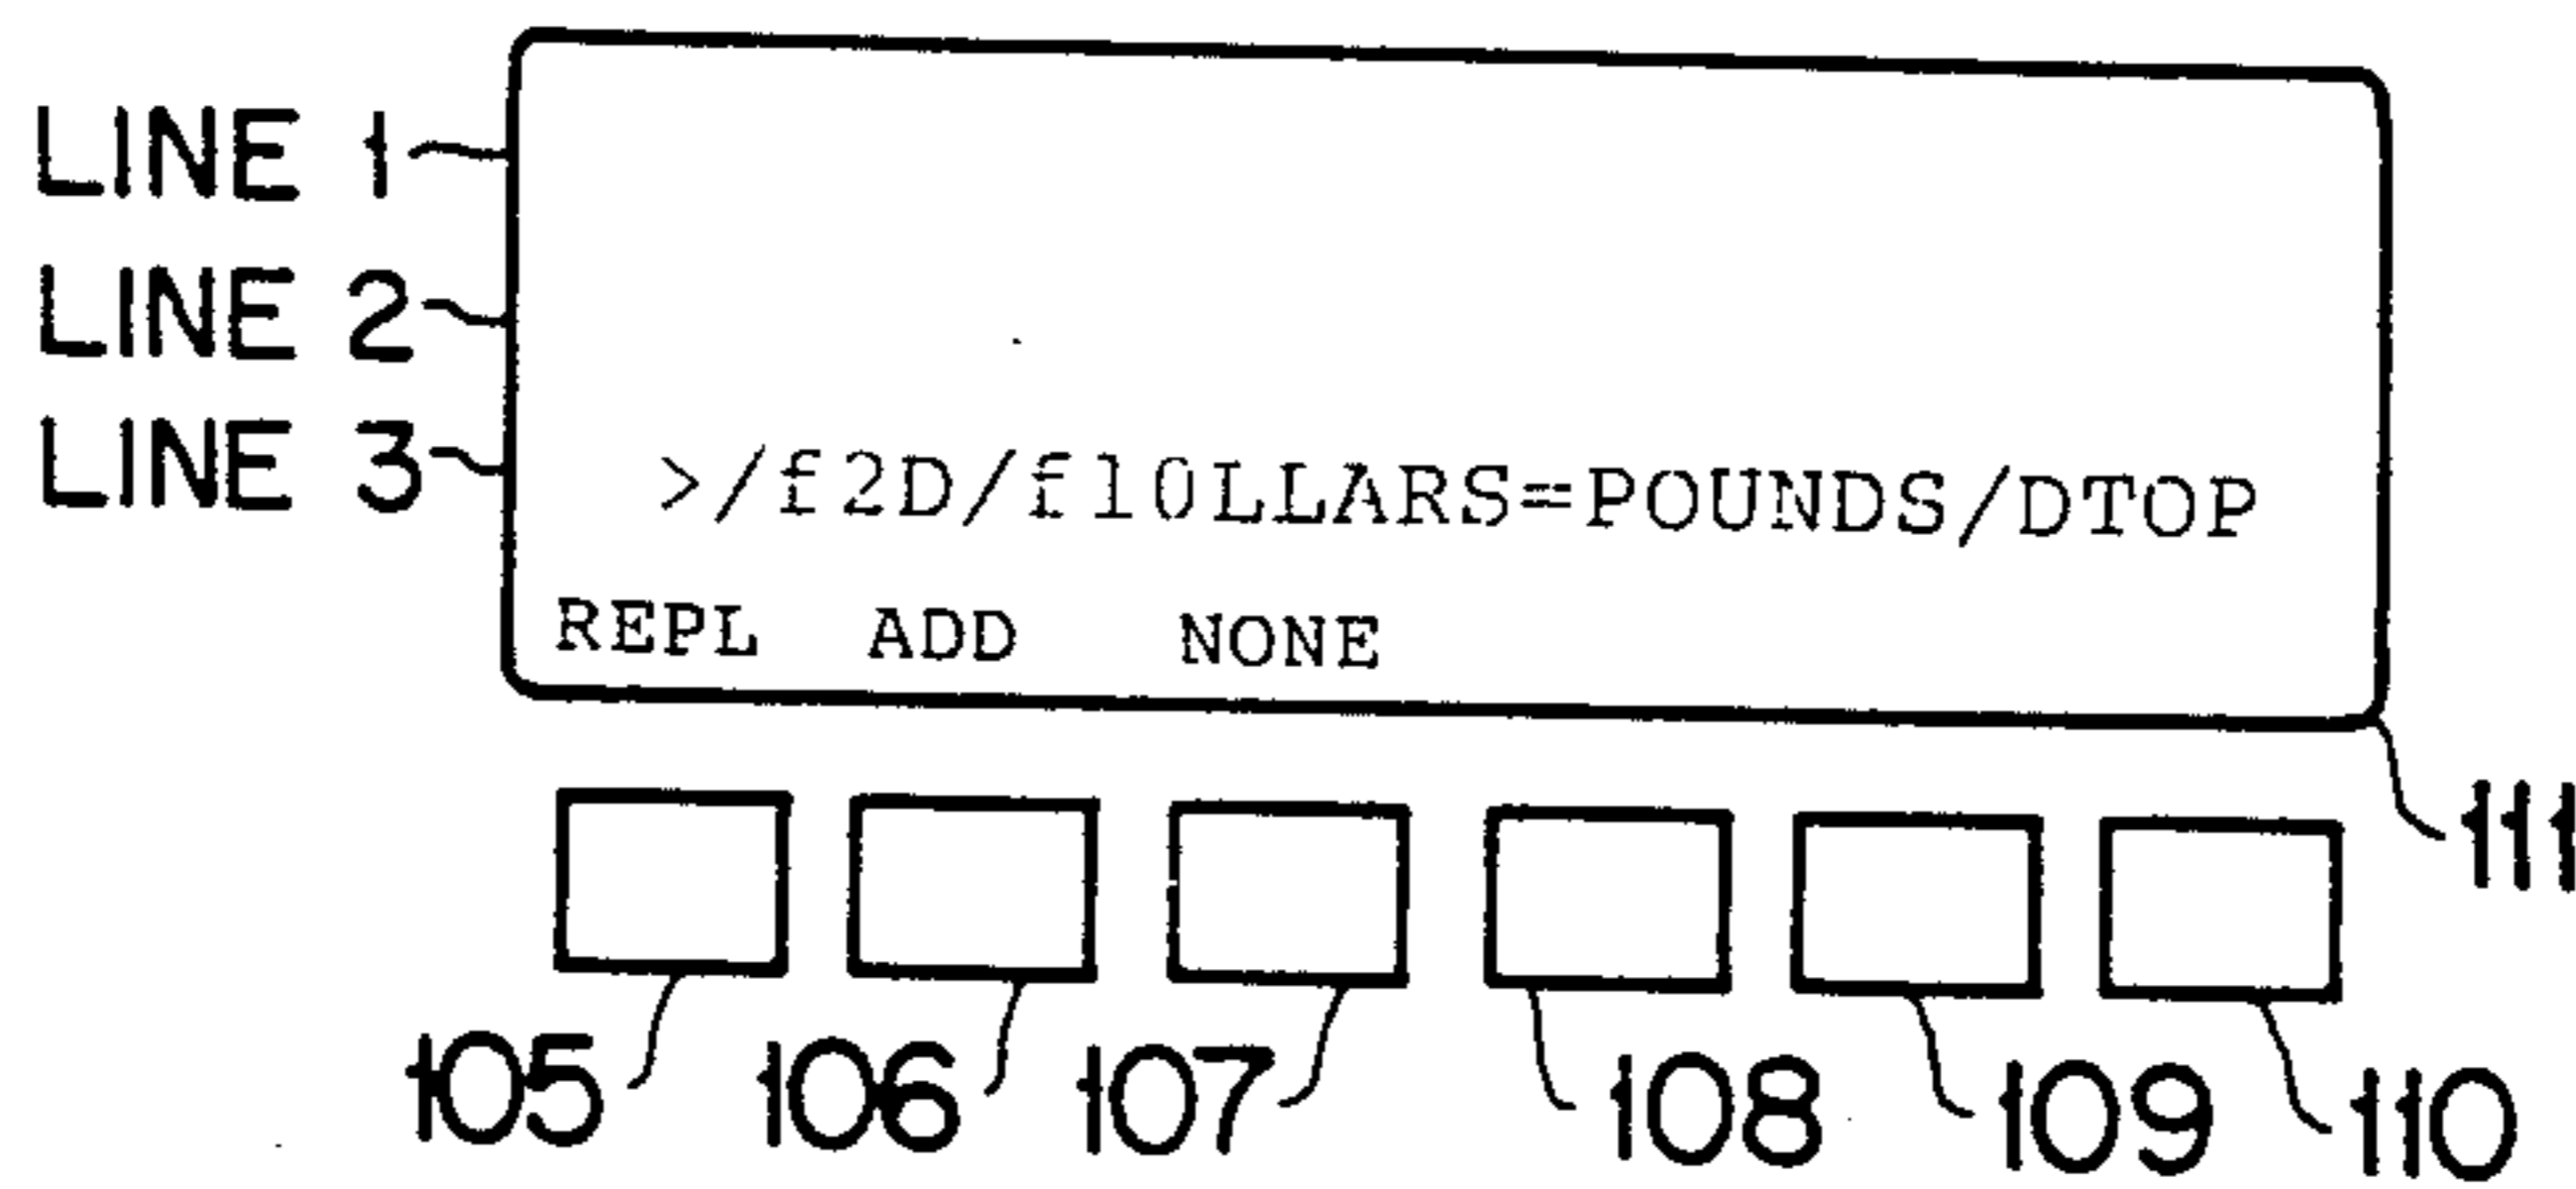 LINE 1
LINE 2
LINE 3
>/f2D/f1OLLARS=POUNDS/DTOP
REPL ADD NONE
111
105 106 107 108 109 110